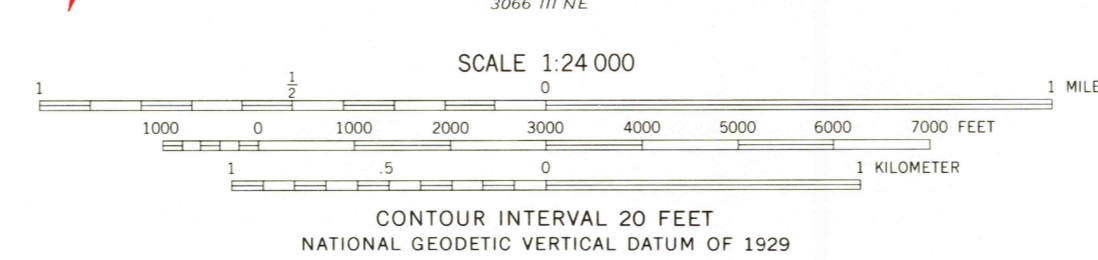 3066 III NE
SCALE 1:24 000
1 1/2 0 1 MILE
1000 0 1000 2000 3000 4000 5000 6000 7000 FEET
1 .5 0 1 KILOMETER
CONTOUR INTERVAL 20 FEET
NATIONAL GEODETIC VERTICAL DATUM OF 1929